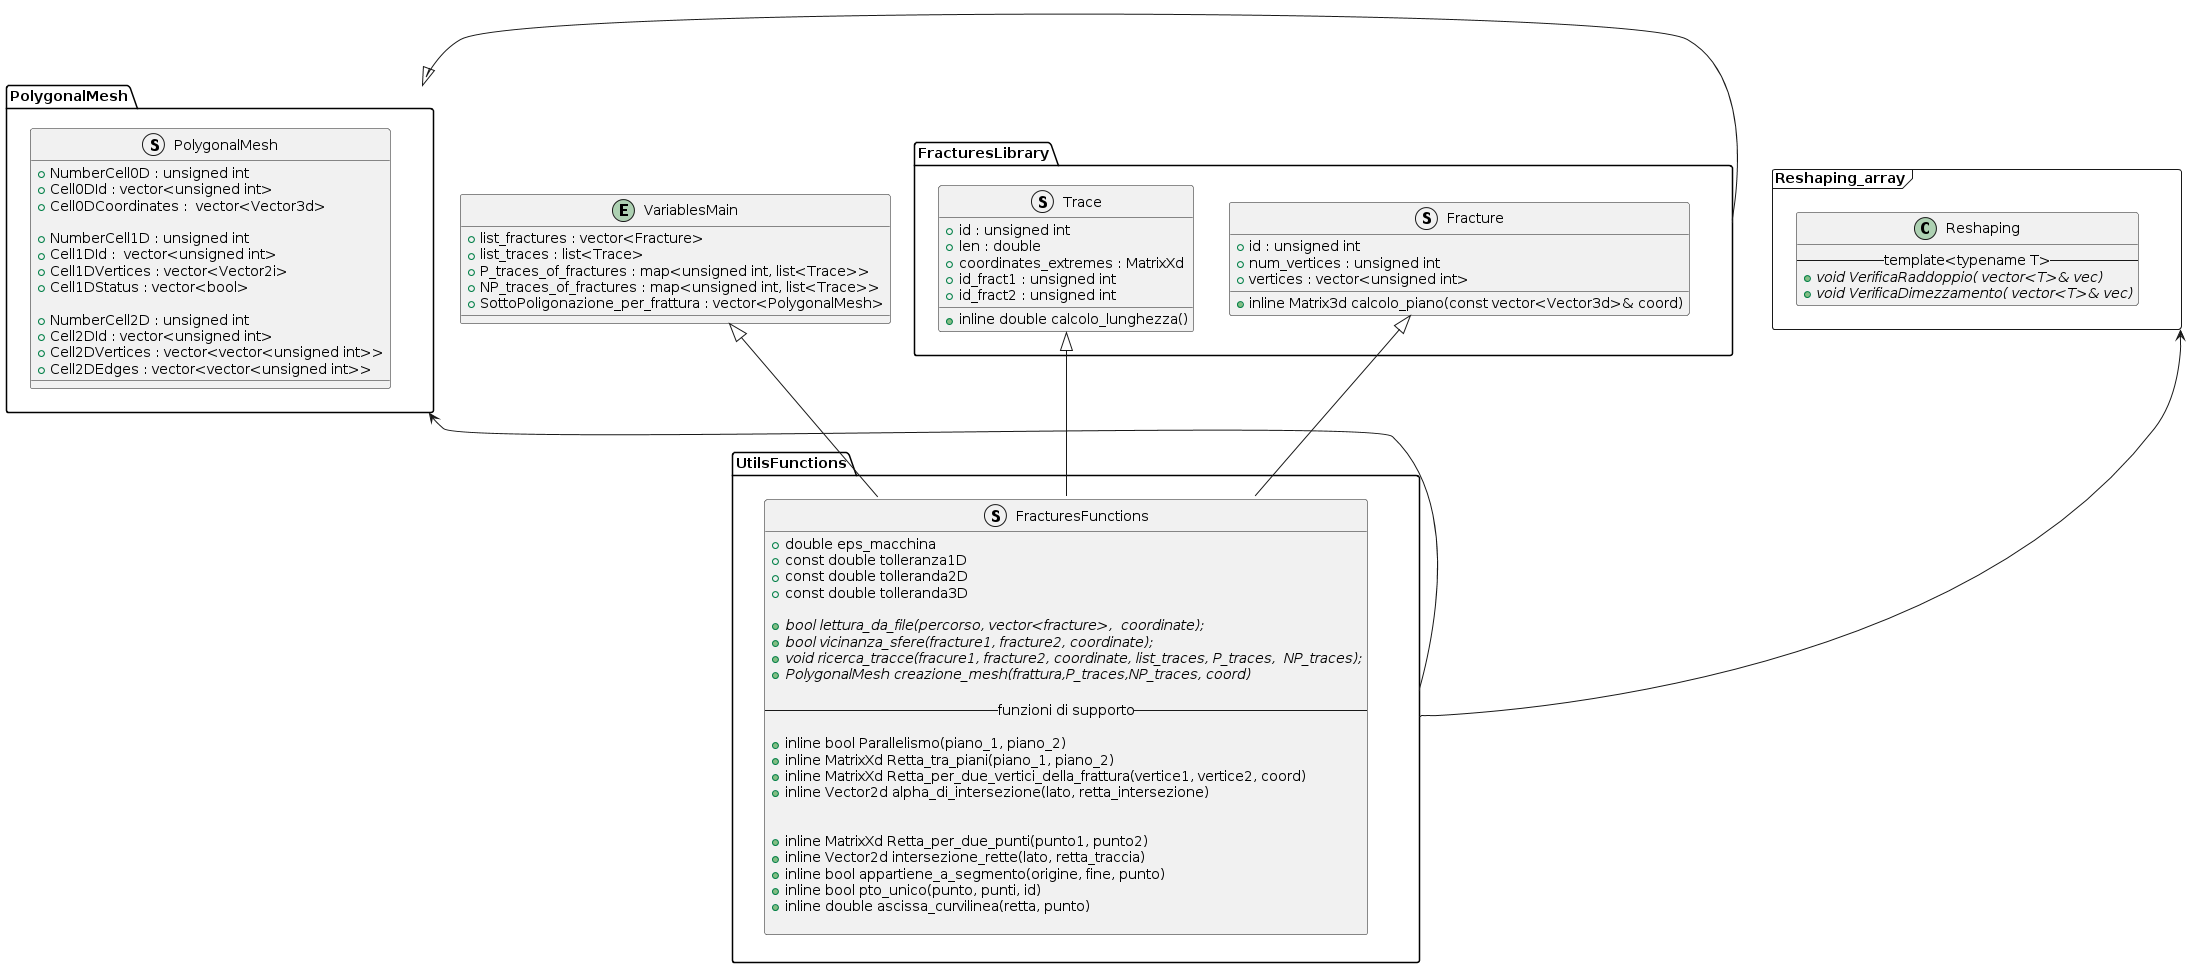 PolygonalMesh
S PolygonalMesh
NumberCell0D : unsigned int
Cell0DId : vector<unsigned int>
Cell0DCoordinates :  vector<Vector3d>
NumberCell1D : unsigned int
Cell1DId :  vector<unsigned int>
Cell1DVertices : vector<Vector2i>
Cell1DStatus : vector<bool>
NumberCell2D : unsigned int
Cell2DId : vector<unsigned int>
Cell2DVertices : vector<vector<unsigned int>>
Cell2DEdges : vector<vector<unsigned int>>
E VariablesMain
list_fractures : vector<Fracture>
list_traces : list<Trace>
P_traces_of_fractures : map<unsigned int, list<Trace>>
NP_traces_of_fractures : map<unsigned int, list<Trace>>
SottoPoligonazione_per_frattura : vector<PolygonalMesh>
FracturesLibrary
S Trace
id : unsigned int
len : double
coordinates_extremes : MatrixXd
id_fract1 : unsigned int
id_fract2 : unsigned int
inline double calcolo_lunghezza()
S Fracture
id : unsigned int
num_vertices : unsigned int
vertices : vector<unsigned int>
inline Matrix3d calcolo_piano(const vector<Vector3d>& coord)
Reshaping_array
C Reshaping
template<typename T>
void VerificaRaddoppio( vector<T>& vec)
void VerificaDimezzamento( vector<T>& vec)
UtilsFunctions
S FracturesFunctions
double eps_macchina
const double tolleranza1D
const double tolleranda2D
const double tolleranda3D
bool lettura_da_file(percorso, vector<fracture>,  coordinate);
bool vicinanza_sfere(fracture1, fracture2, coordinate);
void ricerca_tracce(fracure1, fracture2, coordinate, list_traces, P_traces,  NP_traces);
PolygonalMesh creazione_mesh(frattura,P_traces,NP_traces, coord)
funzioni di supporto
inline bool Parallelismo(piano_1, piano_2)
inline MatrixXd Retta_tra_piani(piano_1, piano_2)
inline MatrixXd Retta_per_due_vertici_della_frattura(vertice1, vertice2, coord)
inline Vector2d alpha_di_intersezione(lato, retta_intersezione)
inline MatrixXd Retta_per_due_punti(punto1, punto2)
inline Vector2d intersezione_rette(lato, retta_traccia)
inline bool appartiene_a_segmento(origine, fine, punto)
inline bool pto_unico(punto, punti, id)
inline double ascissa_curvilinea(retta, punto)